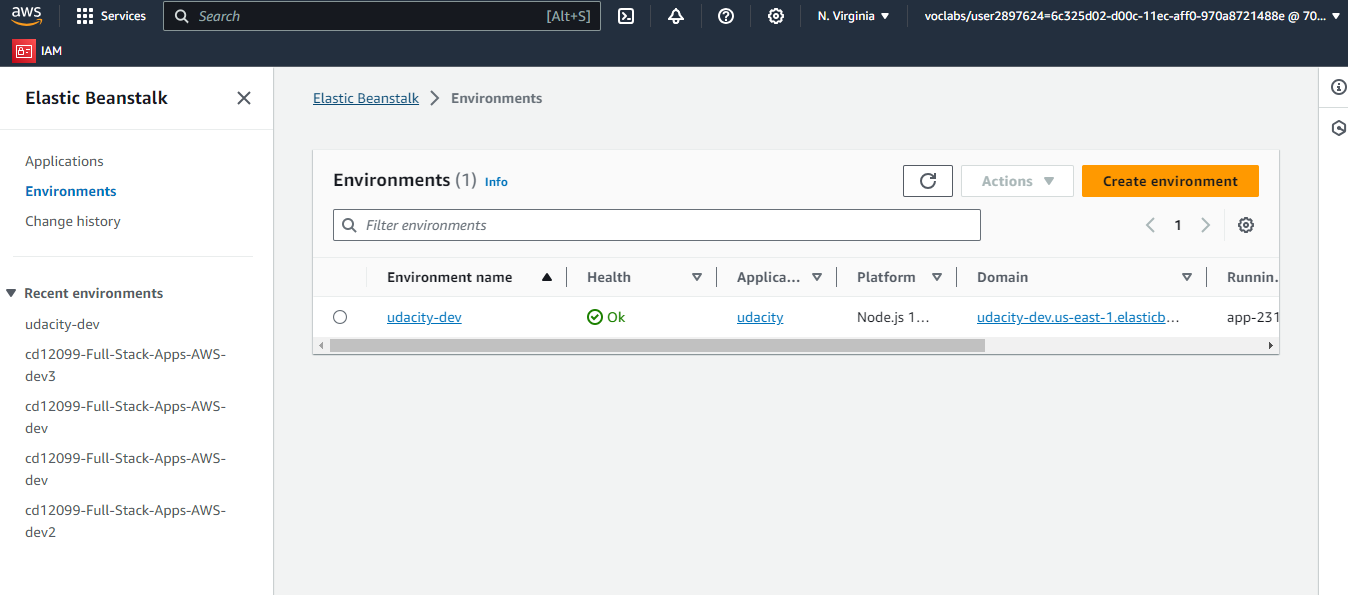 aws
Services
Search [Alt+S]
N. Virginia
voclabs/user2897624=6c325d02-d00c-11ec-aff0-970a8721488e @ 70...
IAM
Elastic Beanstalk
Applications
Environments
Change history
Recent environments
udacity-dev
cd12099-Full-Stack-Apps-AWS-
dev3
cd12099-Full-Stack-Apps-AWS-
dev
cd12099-Full-Stack-Apps-AWS-
dev
cd12099-Full-Stack-Apps-AWS-
dev2
Elastic Beanstalk > Environments
Environments (1) Info
Actions
Create environment
Filter environments
1
Environment name Health Applica... Platform Domain Runnin.
udacity-dev Ok udacity Node.js 1... udacity-dev.us-east-1.elasticb... app-231